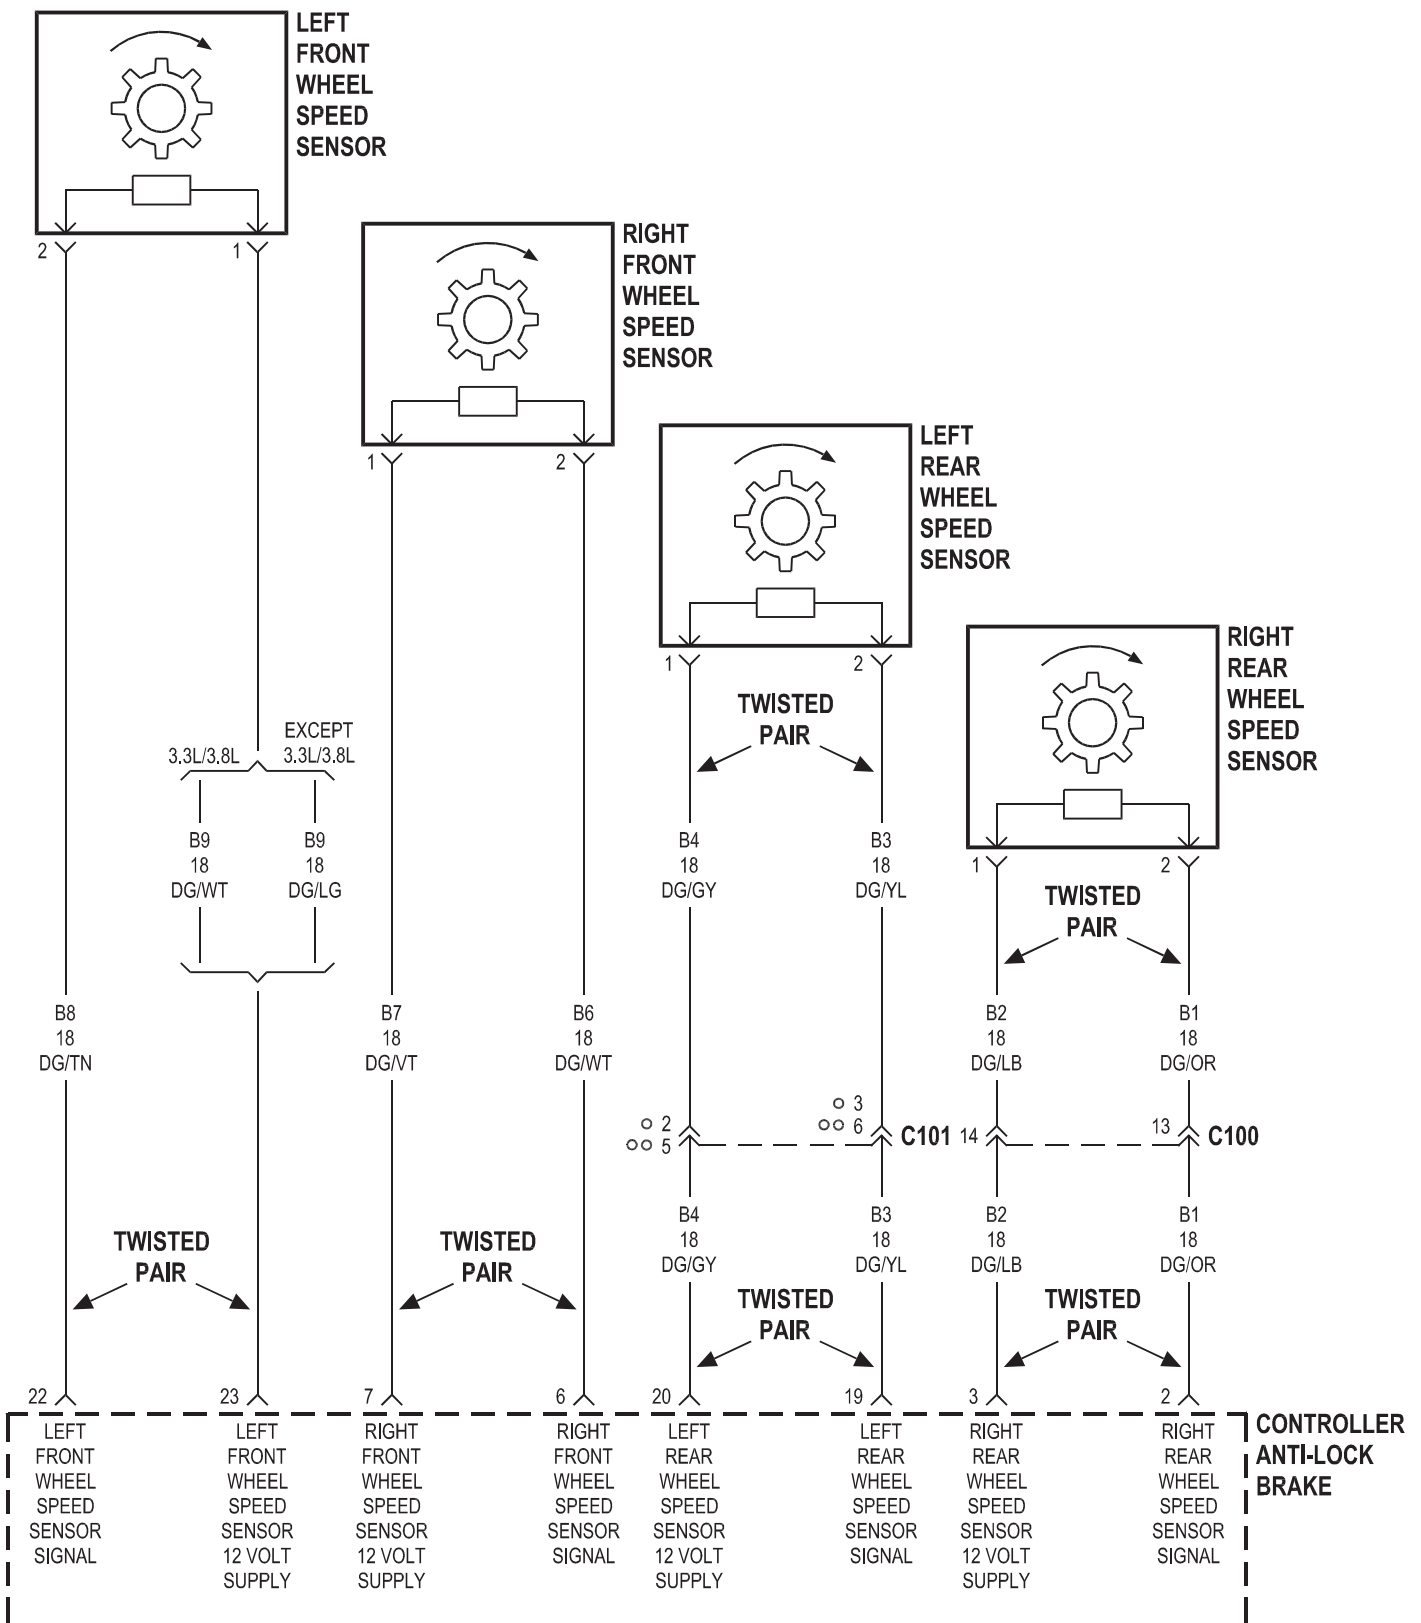 LEFT
FRONT
WHEEL
SPEED
SENSOR
2
1
RIGHT
FRONT
WHEEL
SPEED
SENSOR
1
2
LEFT
REAR
WHEEL
SPEED
SENSOR
1
2
RIGHT
REAR
WHEEL
SPEED
SENSOR
1
2
TWISTED
PAIR
TWISTED
PAIR
3.3L/3.8L
EXCEPT
3.3L/3.8L
B9
18
DG/WT
B9
18
DG/LG
B4
18
DG/GY
B3
18
DG/YL
B8
18
DG/TN
B7
18
DG/VT
B6
18
DG/WT
B2
18
DG/LB
B1
18
DG/OR
2
5
3
6
C101
14
13
C100
B4
18
DG/GY
B3
18
DG/YL
B2
18
DG/LB
B1
18
DG/OR
TWISTED
PAIR
TWISTED
PAIR
TWISTED
PAIR
TWISTED
PAIR
22
23
7
6
20
19
3
2
LEFT
FRONT
WHEEL
SPEED
SENSOR
SIGNAL
LEFT
FRONT
WHEEL
SPEED
SENSOR
12 VOLT
SUPPLY
RIGHT
FRONT
WHEEL
SPEED
SENSOR
12 VOLT
SUPPLY
RIGHT
FRONT
WHEEL
SPEED
SENSOR
SIGNAL
LEFT
REAR
WHEEL
SPEED
SENSOR
12 VOLT
SUPPLY
LEFT
REAR
WHEEL
SPEED
SENSOR
SIGNAL
RIGHT
REAR
WHEEL
SPEED
SENSOR
12 VOLT
SUPPLY
RIGHT
REAR
WHEEL
SPEED
SENSOR
SIGNAL
CONTROLLER
ANTI-LOCK
BRAKE